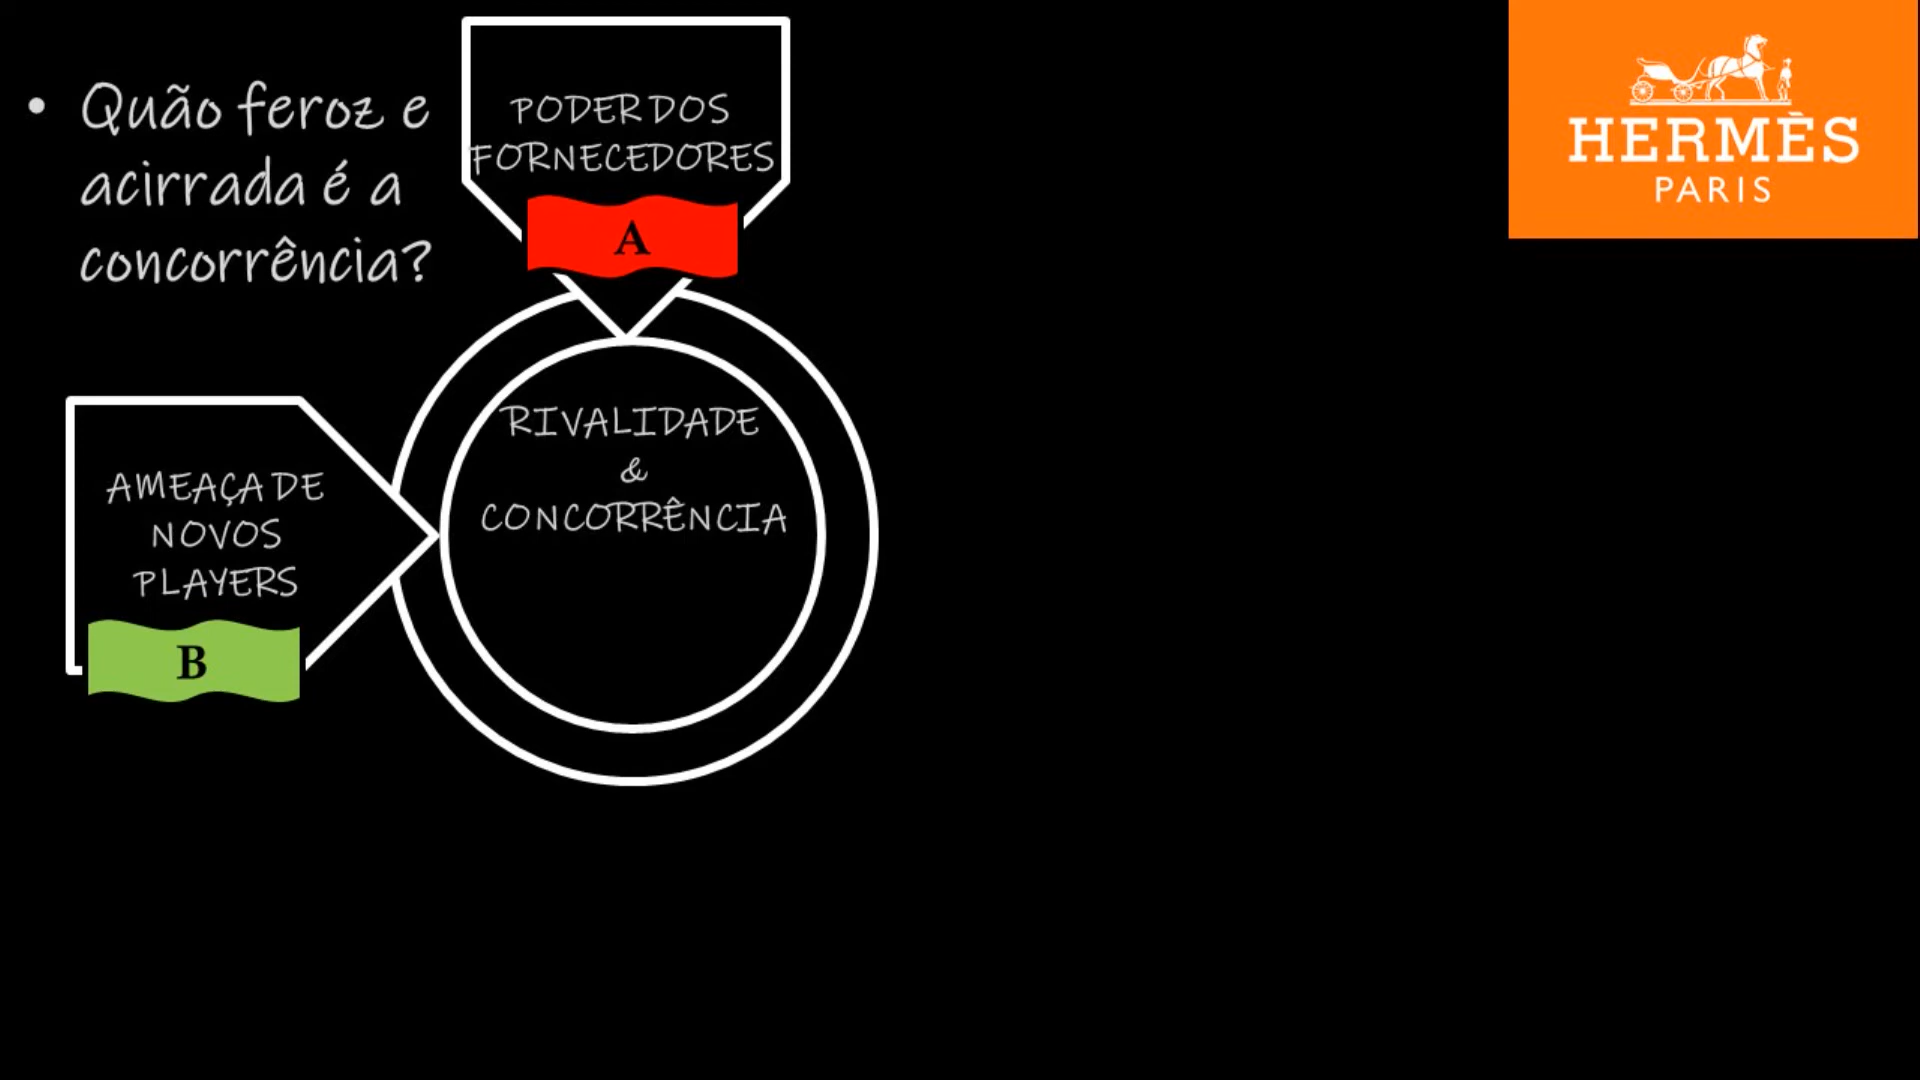 • Quão feroz e
acirrada é a
concorrência?
PODER DOS
FORNECEDORES
A
HERMÈS
PARIS
RIVALIDADE
&
CONCORRÊNCIA
AMEAÇA DE
NOVOS
PLAYERS
B